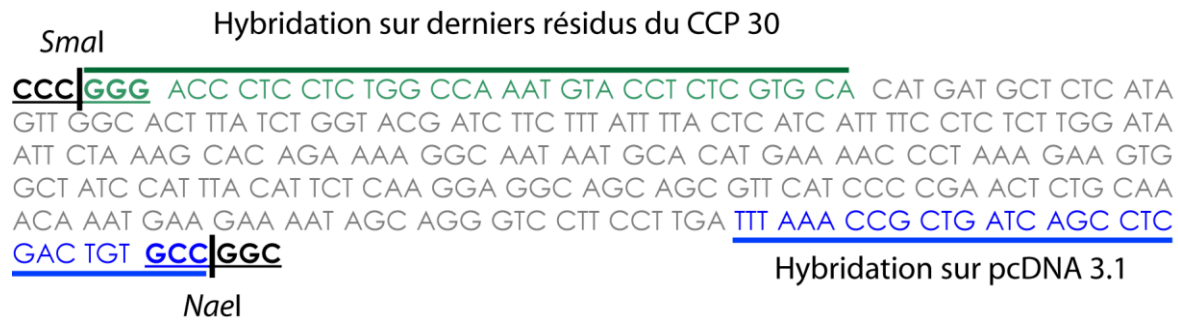 Hybridation sur derniers résidus du CCP 30
SmaI
CCC GGG ACC CTC CTC TGG CCA AAT GTA CCT CTC GTG CA CAT GAT GCT CTC ATA
GTT GGC ACT TTA TCT GGT ACG ATC TTC TTT ATT TTA CTC ATC ATT TTC CTC TCT TGG ATA
ATT CTA AAG CAC AGA AAA GGC AAT AAT GCA CAT GAA AAC CCT AAA GAA GTG
GCT ATC CAT TTA CAT TCT CAA GGA GGC AGC AGC GTT CAT CCC CGA ACT CTG CAA
ACA AAT GAA GAA AAT AGC AGG GTC CTT CCT TGA TTT AAA CCG CTG ATC AGC CTC
GACTGT GCC GGC
Hybridation sur pcDNA 3.1
NaeI